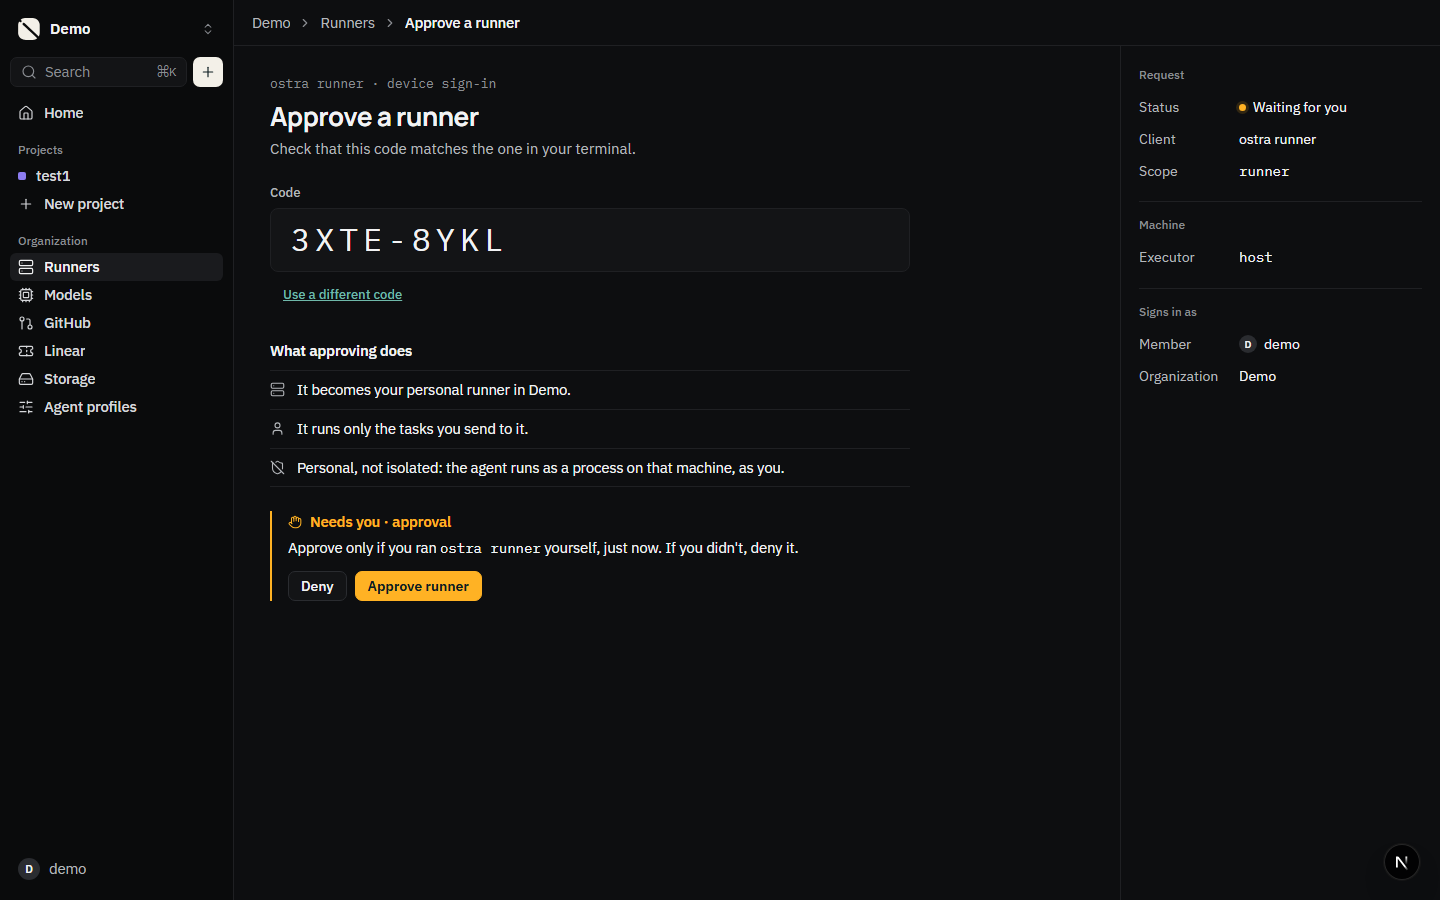 Demo
Search ⌘K
Home
Projects
test1
New project
Organization
Runners
Models
GitHub
Linear
Storage
Agent profiles
D demo
Demo > Runners > Approve a runner
ostra runner · device sign-in
Approve a runner
Check that this code matches the one in your terminal.
Code
3XTE-8YKL
Use a different code
What approving does
It becomes your personal runner in Demo.
It runs only the tasks you send to it.
Personal, not isolated: the agent runs as a process on that machine, as you.
Needs you · approval
Approve only if you ran ostra runner yourself, just now. If you didn't, deny it.
Deny Approve runner
Request
Status Waiting for you
Client ostra runner
Scope runner
Machine
Executor host
Signs in as
Member D demo
Organization Demo
N